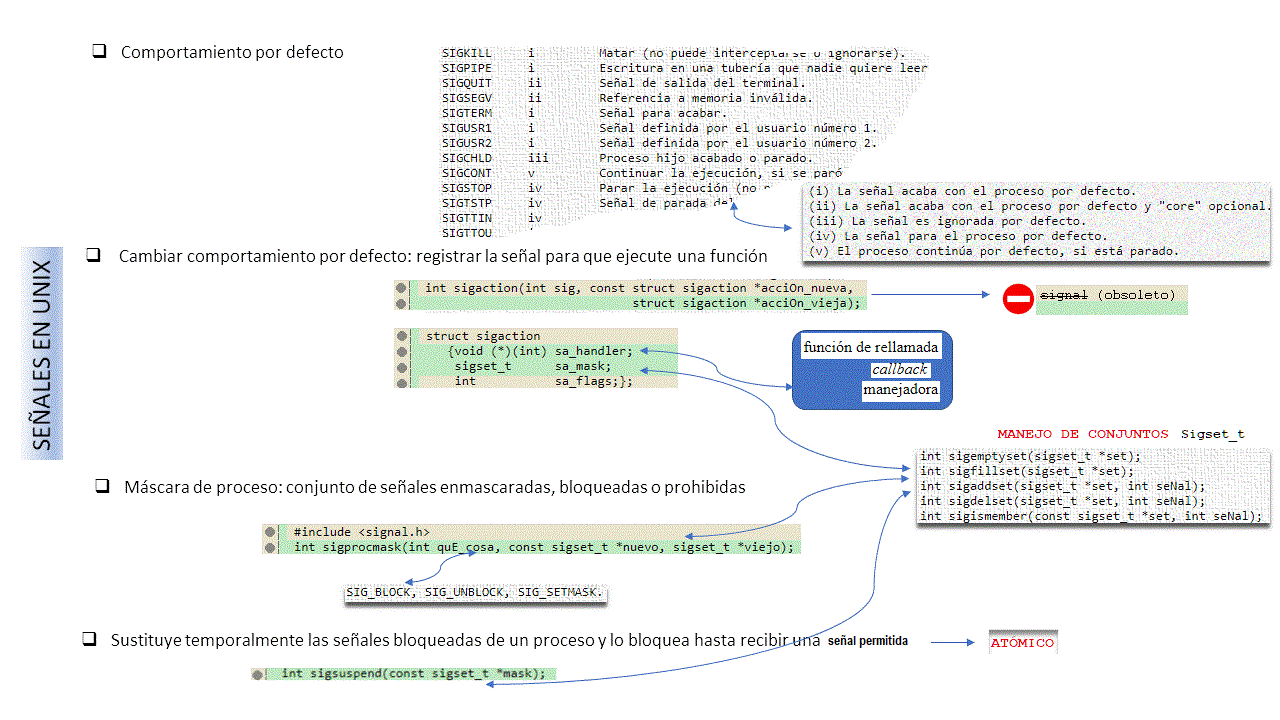 SEÑALES EN UNIX
❑ Comportamiento por defecto
SIGKILL i Matar (no puede interceptarse o ignorarse).
SIGPIPE i Escritura en una tubería que nadie quiere leer
SIGQUIT ii Señal de salida del terminal.
SIGSEGV ii Referencia a memoria inválida.
SIGTERM i Señal para acabar.
SIGUSR1 i Señal definida por el usuario número 1.
SIGUSR2 i Señal definida por el usuario número 2.
SIGCHLD iii Proceso hijo acabado o parado.
SIGCONT v Continuar la ejecución, si se paró
SIGSTOP iv Parar la ejecución (no
SIGTSTP iv Señal de parada del
SIGTTIN iv
SIGTTOU
(i) La señal acaba con el proceso por defecto.
(ii) La señal acaba con el proceso por defecto y "core" opcional.
(iii) La señal es ignorada por defecto.
(iv) La señal para el proceso por defecto.
(v) El proceso continúa por defecto, si está parado.
❑ Cambiar comportamiento por defecto: registrar la señal para que ejecute una función
int sigaction(int sig, const struct sigaction *acciOn_nueva,
struct sigaction *acciOn_vieja);
signal (obsoleto)
struct sigaction
{void (*)(int) sa_handler;
sigset_t sa_mask;
int sa_flags;};
función de rellamada
callback
manejadora
MANEJO DE CONJUNTOS Sigset_t
int sigemptyset(sigset_t *set);
int sigfillset(sigset_t *set);
int sigaddset(sigset_t *set, int seNal);
int sigdelset(sigset_t *set, int seNal);
int sigismember(const sigset_t *set, int seNal);
❑ Máscara de proceso: conjunto de señales enmascaradas, bloqueadas o prohibidas
#include <signal.h>
int sigprocmask(int quE_cosa, const sigset_t *nuevo, sigset_t *viejo);
SIG_BLOCK, SIG_UNBLOCK, SIG_SETMASK.
❑ Sustituye temporalmente las señales bloqueadas de un proceso y lo bloquea hasta recibir una señal permitida
ATÓMICO
int sigsuspend(const sigset_t *mask);